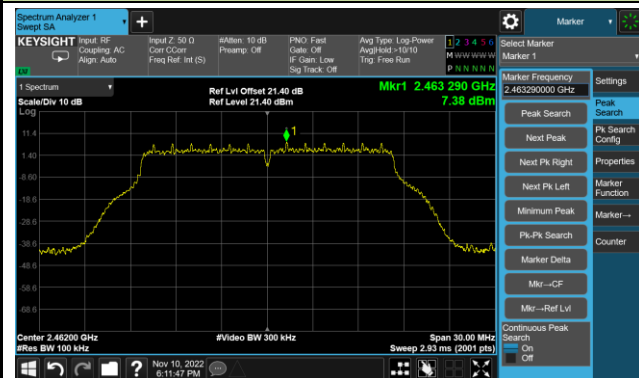 Spectrum Analyzer 1
Swept SA
+
Marker
KEYSIGHT
Input: RF
Coupling: AC
Align: Auto
Input Z: 50 Ω
Corr CCorr
Freq Ref: Int (S)
#Atten: 10 dB
Preamp: Off
PNO: Fast
Gate: Off
IF Gain: Low
Sig Track: Off
Avg Type: Log-Power
Avg|Hold:>10/10
Trig: Free Run
1 2 3 4 5 6
M W W W W W
P N N N N N
LXI
Select Marker
Marker 1
1 Spectrum
Scale/Div 10 dB
Log
Ref Lvl Offset 21.40 dB
Ref Level 21.40 dBm
Mkr1 2.463 290 GHz
7.38 dBm
1
11.4
1.40
-8.60
-18.6
-28.6
-38.6
-48.6
-58.6
-68.6
Center 2.46200 GHz
#Res BW 100 kHz
#Video BW 300 kHz
Span 30.00 MHz
Sweep 2.93 ms (2001 pts)
Marker Frequency
2.463290000 GHz
Peak Search
Next Peak
Next Pk Right
Next Pk Left
Minimum Peak
Pk-Pk Search
Marker Delta
Mkr→CF
Mkr→Ref Lvl
Continuous Peak
Search
On
Off
Settings
Peak
Search
Pk Search
Config
Properties
Marker
Function
Marker→
Counter
?
Nov 10, 2022
6:11:47 PM